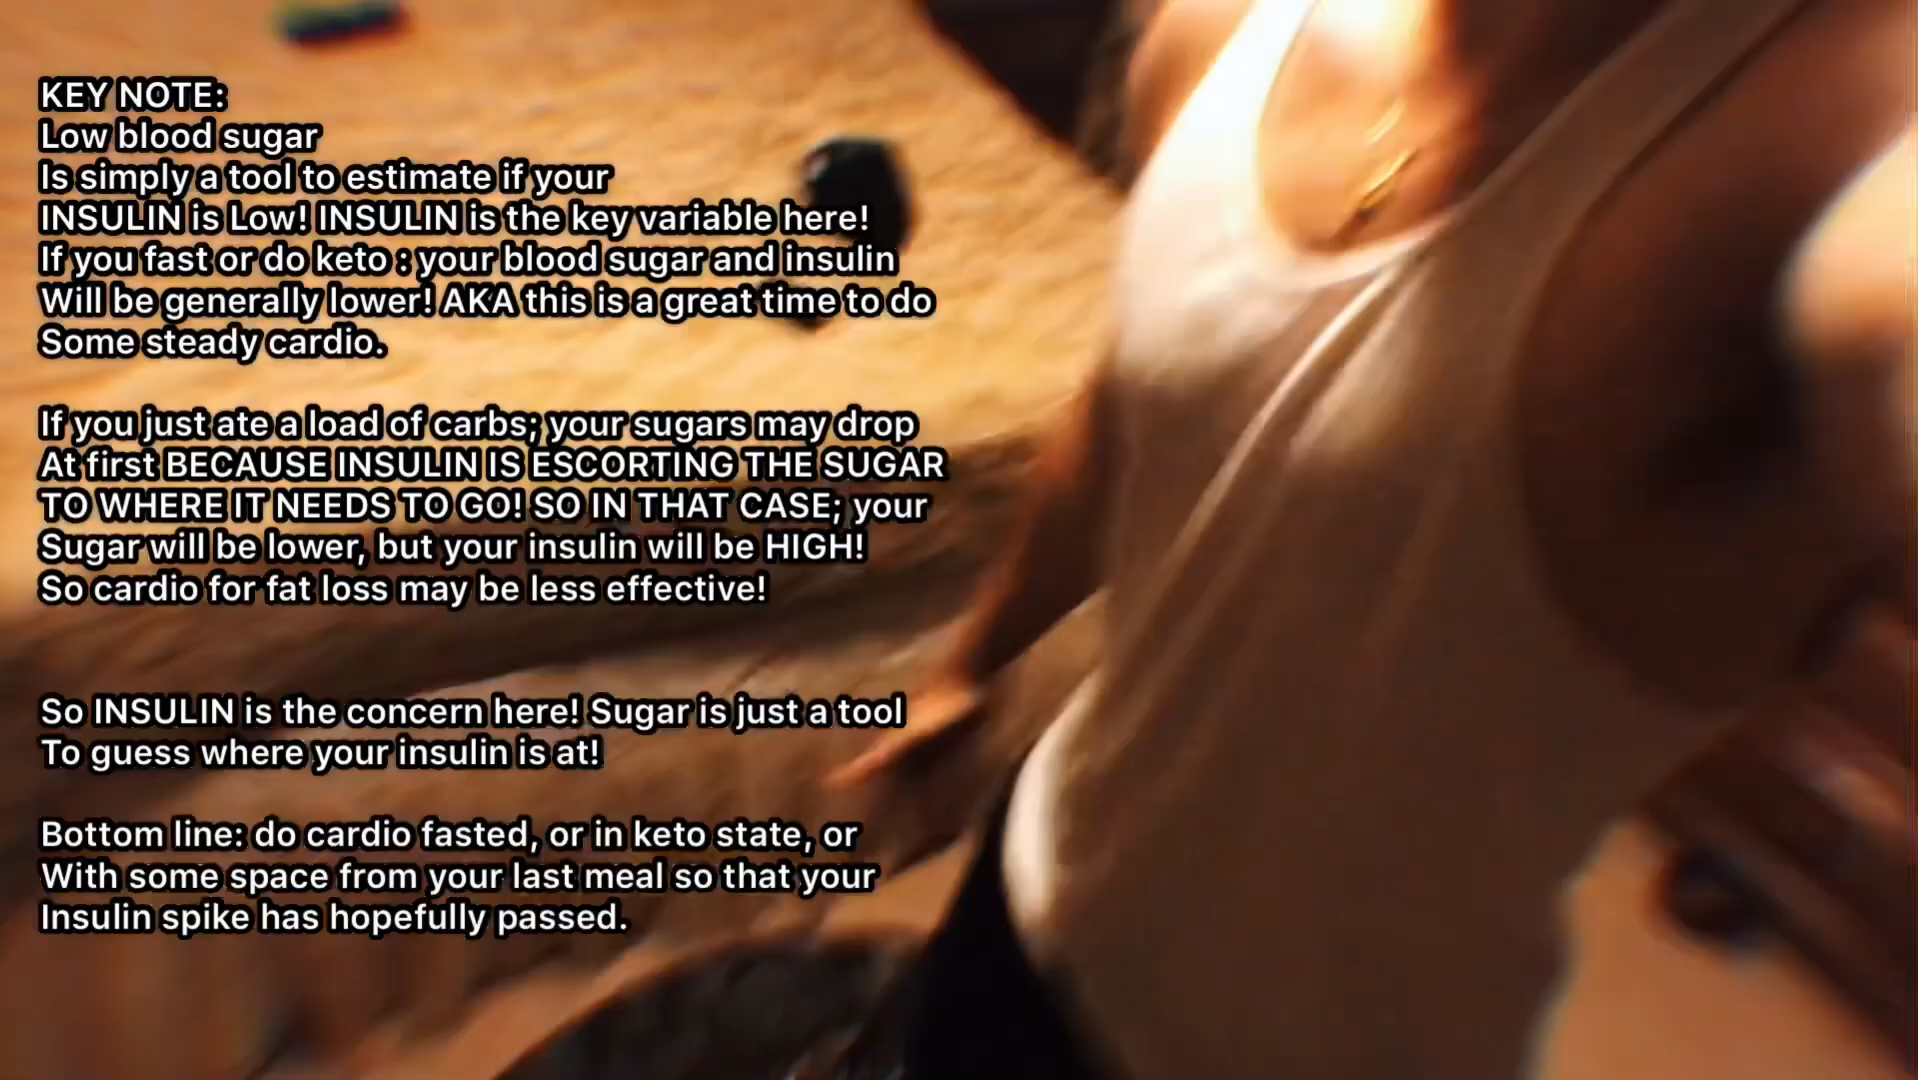 KEY NOTE:
Low blood sugar
Is simply a tool to estimate if your
INSULIN is Low! INSULIN is the key variable here!
If you fast or do keto : your blood sugar and insulin
Will be generally lower! AKA this is a great time to do
Some steady cardio.
If you just ate a load of carbs; your sugars may drop
At first BECAUSE INSULIN IS ESCORTING THE SUGAR
TO WHERE IT NEEDS TO GO! SO IN THAT CASE; your
Sugar will be lower, but your insulin will be HIGH!
So cardio for fat loss may be less effective!
So INSULIN is the concern here! Sugar is just a tool
To guess where your insulin is at!
Bottom line: do cardio fasted, or in keto state, or
With some space from your last meal so that your
Insulin spike has hopefully passed.